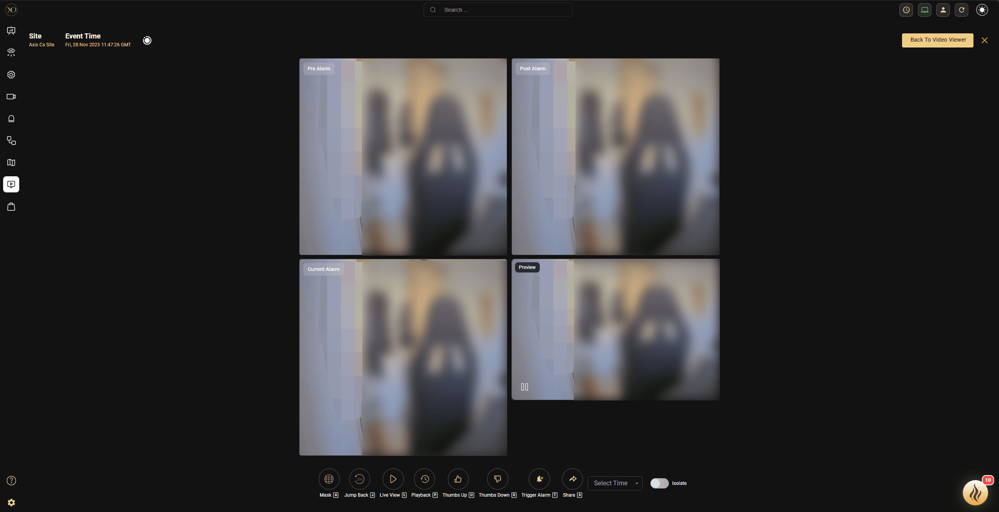 XO
Search ...
Site
Axis Cs Site
Event Time
Fri, 28 Nov 2025 11:47:26 GMT
Back To Video Viewer
Pre Alarm
Post Alarm
Current Alarm
Preview
30s
Mask A
Jump Back J
Live View L
Playback P
Thumbs Up U
Thumbs Down D
Trigger Alarm T
Share S
Select Time
Isolate
10